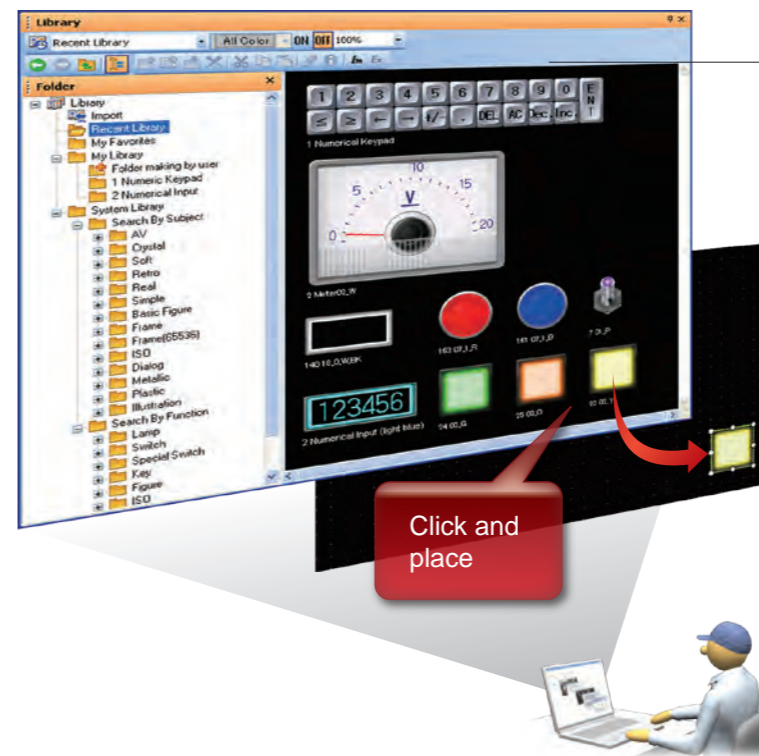 Library
Recent Library All Color ON OFF 100%
Folder
Library
Import
Recent Library
My Favorites
My Library
Folder making by user
1 Numeric Keypad
2 Numerical Input
System Library
Search By Subject
AV
Crystal
Soft
Retro
Real
Simple
Basic Figure
Frame
Frame(65536)
ISO
Dialog
Metallic
Plastic
Illustration
Search By Function
Lamp
Switch
Special Switch
Key
Figure
ISO
1 2 3 4 5 6 7 8 9 0 ENT
≤ ≥ ← → +/- . DEL AC Dec. Inc.
1 Numerical Keypad
0 5 10 15 20
V
123456
2 Numerical Input (light blue)
Click and
place